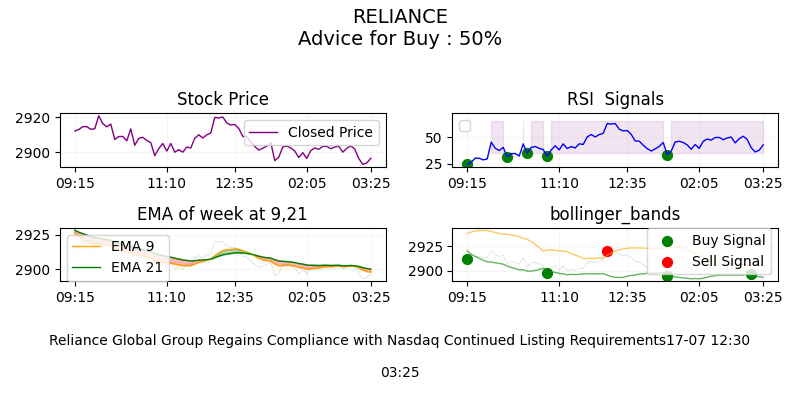 RELIANCE
Advice for Buy : 50%
Stock Price
2920
2900
Closed Price
09:15 11:10 12:35 02:05 03:25
RSI  Signals
50
25
09:15 11:10 12:35 02:05 03:25
EMA of week at 9,21
2925
2900
EMA 9
EMA 21
09:15 11:10 12:35 02:05 03:25
bollinger_bands
2925
2900
Buy Signal
Sell Signal
09:15 11:10 12:35 02:05 03:25
Reliance Global Group Regains Compliance with Nasdaq Continued Listing Requirements17-07 12:30
03:25